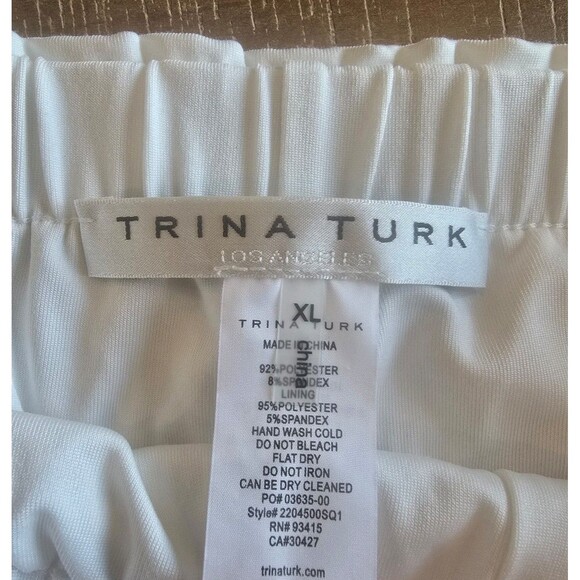 TRINA TURK
LOS ANGELES
XL
TRINA TURK
MADE IN CHINA
china
92%POLYESTER
8%SPANDEX
LINING
95%POLYESTER
5%SPANDEX
HAND WASH COLD
DO NOT BLEACH
FLAT DRY
DO NOT IRON
CAN BE DRY CLEANED
PO# 03635-00
Style# 2204500SQ1
RN# 93415
CA#30427
trinaturk.com